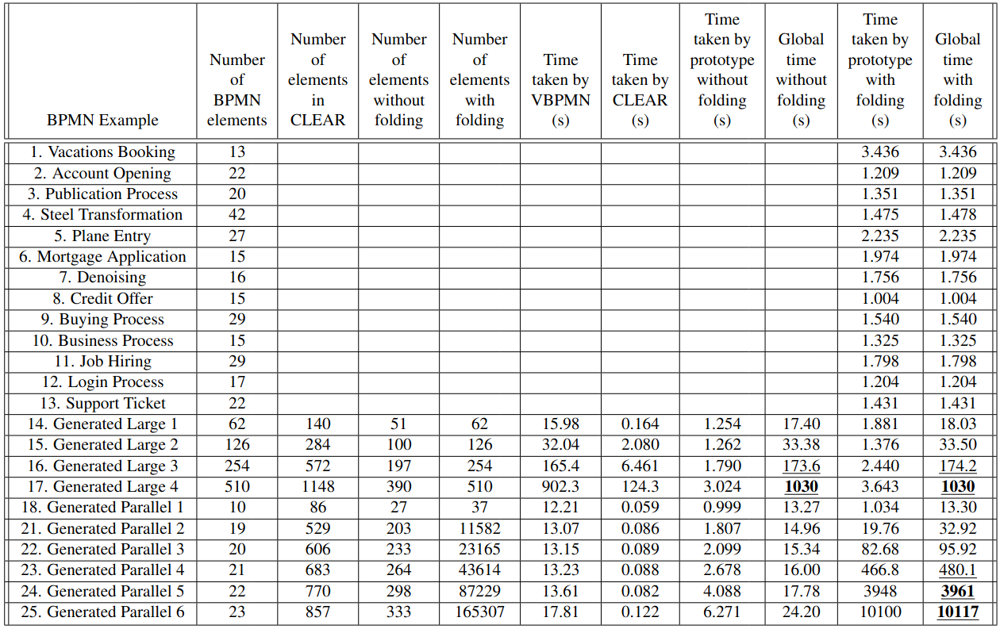 BPMN Example | Number of BPMN elements | Number of elements in CLEAR | Number of elements without folding | Number of elements with folding | Time taken by VBPMN (s) | Time taken by CLEAR (s) | Time taken by prototype without folding (s) | Global time without folding (s) | Time taken by prototype with folding (s) | Global time with folding (s)
1. Vacations Booking | 13 | | | | | | | | 3.436 | 3.436
2. Account Opening | 22 | | | | | | | | 1.209 | 1.209
3. Publication Process | 20 | | | | | | | | 1.351 | 1.351
4. Steel Transformation | 42 | | | | | | | | 1.475 | 1.478
5. Plane Entry | 27 | | | | | | | | 2.235 | 2.235
6. Mortgage Application | 15 | | | | | | | | 1.974 | 1.974
7. Denoising | 16 | | | | | | | | 1.756 | 1.756
8. Credit Offer | 15 | | | | | | | | 1.004 | 1.004
9. Buying Process | 29 | | | | | | | | 1.540 | 1.540
10. Business Process | 15 | | | | | | | | 1.325 | 1.325
11. Job Hiring | 29 | | | | | | | | 1.798 | 1.798
12. Login Process | 17 | | | | | | | | 1.204 | 1.204
13. Support Ticket | 22 | | | | | | | | 1.431 | 1.431
14. Generated Large 1 | 62 | 140 | 51 | 62 | 15.98 | 0.164 | 1.254 | 17.40 | 1.881 | 18.03
15. Generated Large 2 | 126 | 284 | 100 | 126 | 32.04 | 2.080 | 1.262 | 33.38 | 1.376 | 33.50
16. Generated Large 3 | 254 | 572 | 197 | 254 | 165.4 | 6.461 | 1.790 | 173.6 | 2.440 | 174.2
17. Generated Large 4 | 510 | 1148 | 390 | 510 | 902.3 | 124.3 | 3.024 | 1030 | 3.643 | 1030
18. Generated Parallel 1 | 10 | 86 | 27 | 37 | 12.21 | 0.059 | 0.999 | 13.27 | 1.034 | 13.30
21. Generated Parallel 2 | 19 | 529 | 203 | 11582 | 13.07 | 0.086 | 1.807 | 14.96 | 19.76 | 32.92
22. Generated Parallel 3 | 20 | 606 | 233 | 23165 | 13.15 | 0.089 | 2.099 | 15.34 | 82.68 | 95.92
23. Generated Parallel 4 | 21 | 683 | 264 | 43614 | 13.23 | 0.088 | 2.678 | 16.00 | 466.8 | 480.1
24. Generated Parallel 5 | 22 | 770 | 298 | 87229 | 13.61 | 0.082 | 4.088 | 17.78 | 3948 | 3961
25. Generated Parallel 6 | 23 | 857 | 333 | 165307 | 17.81 | 0.122 | 6.271 | 24.20 | 10100 | 10117